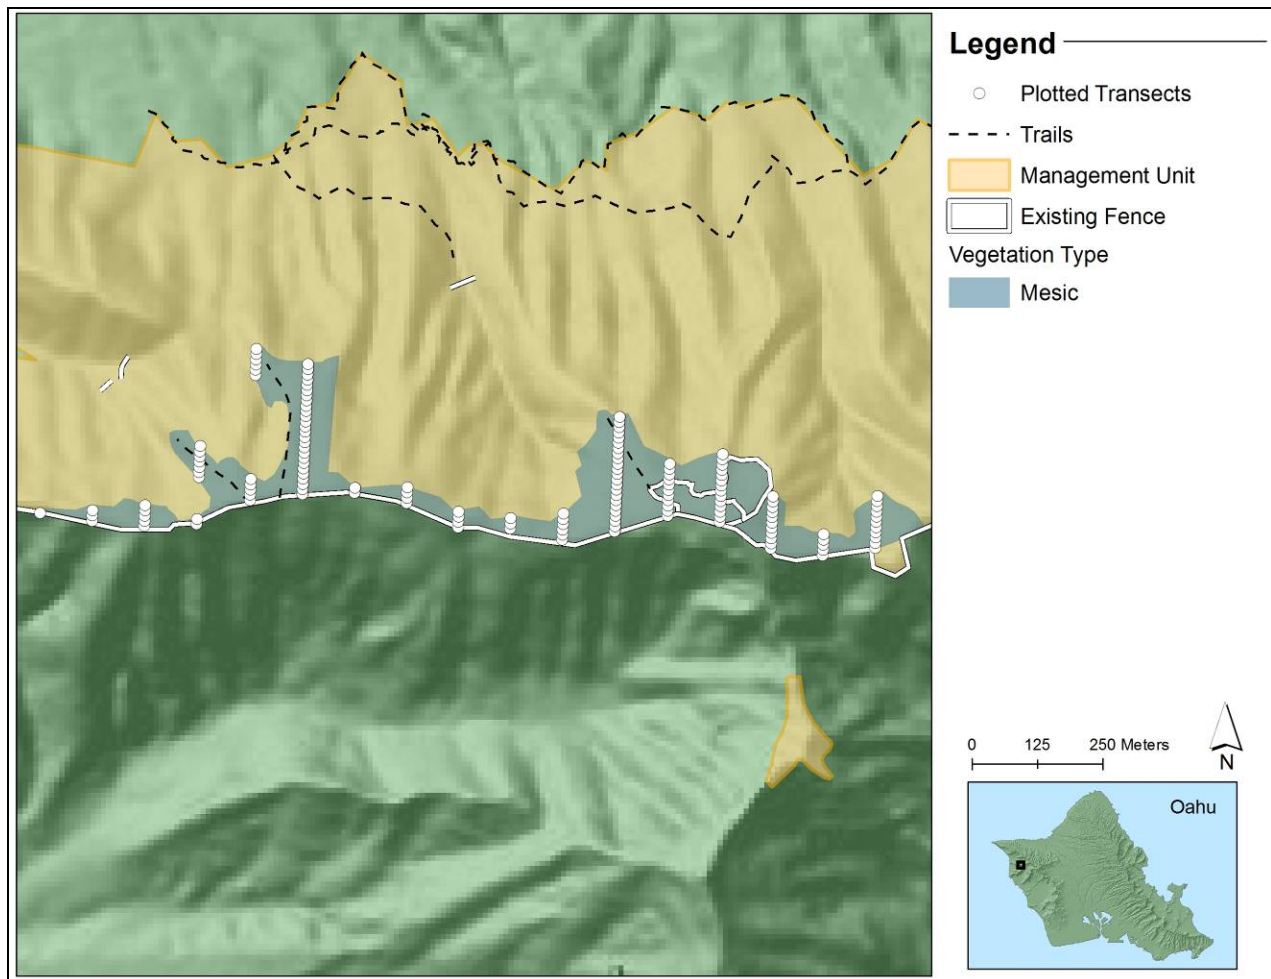 Legend
Plotted Transects
Trails
Management Unit
Existing Fence
Vegetation Type
Mesic
0 125 250 Meters
N
Oahu